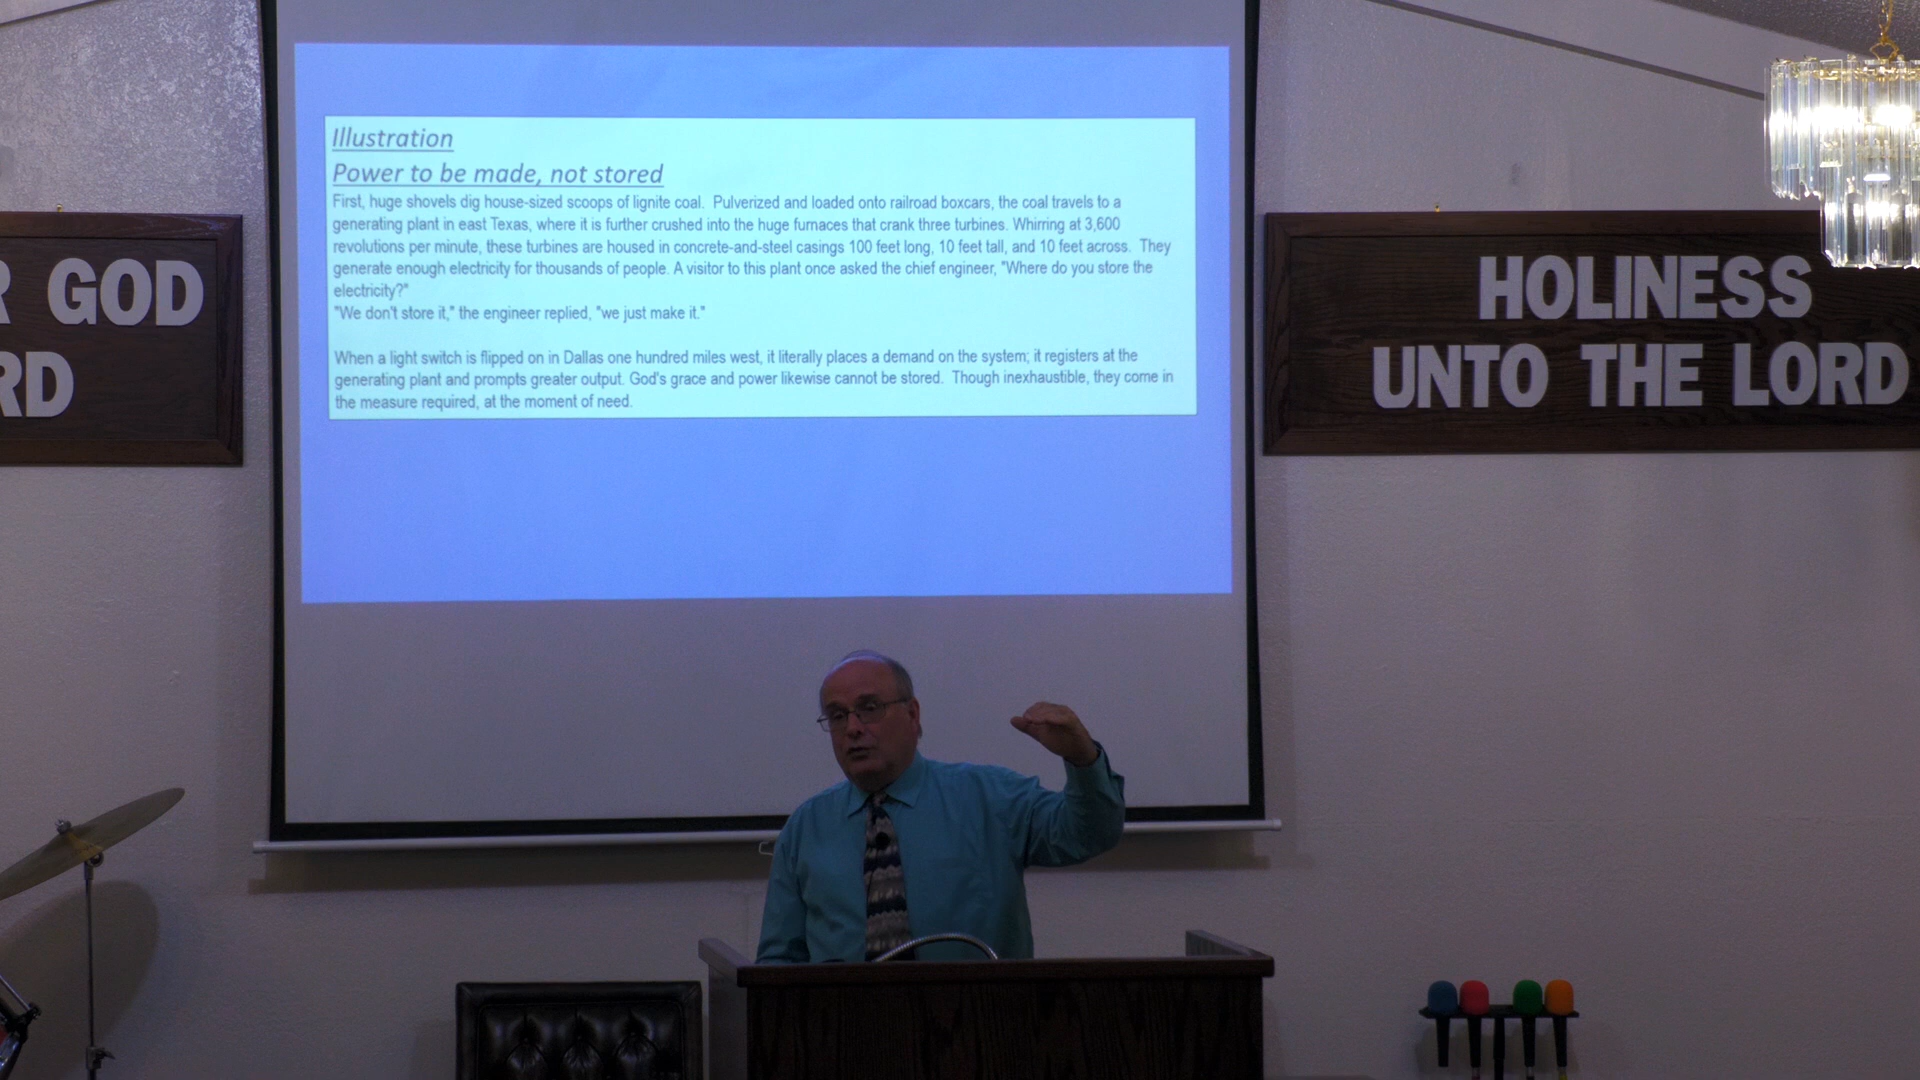 Illustration
Power to be made, not stored
First, huge shovels dig house-sized scoops of lignite coal. Pulverized and loaded onto railroad boxcars, the coal travels to a
generating plant in east Texas, where it is further crushed into the huge furnaces that crank three turbines. Whirring at 3,600
revolutions per minute, these turbines are housed in concrete-and-steel casings 100 feet long, 10 feet tall, and 10 feet across. They
generate enough electricity for thousands of people. A visitor to this plant once asked the chief engineer, "Where do you store the
electricity?"
"We don't store it," the engineer replied, "we just make it."
When a light switch is flipped on in Dallas one hundred miles west, it literally places a demand on the system; it registers at the
generating plant and prompts greater output. God's grace and power likewise cannot be stored. Though inexhaustible, they come in
the measure required, at the moment of need.
R GOD
RD
HOLINESS
UNTO THE LORD